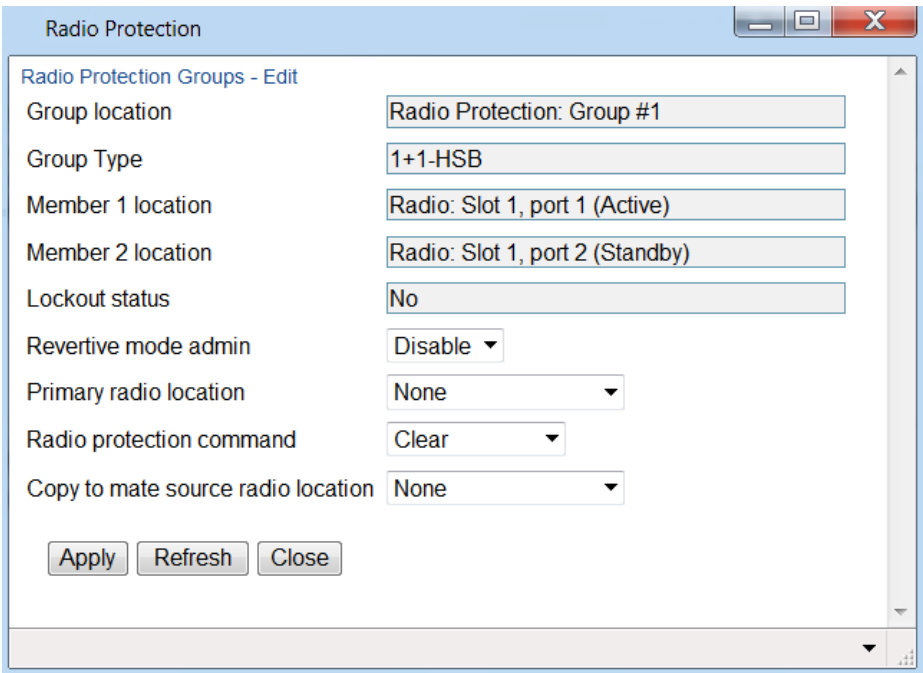 Radio Protection
Radio Protection Groups - Edit
Group location Radio Protection: Group #1
Group Type 1+1-HSB
Member 1 location Radio: Slot 1, port 1 (Active)
Member 2 location Radio: Slot 1, port 2 (Standby)
Lockout status No
Revertive mode admin Disable
Primary radio location None
Radio protection command Clear
Copy to mate source radio location None
Apply Refresh Close